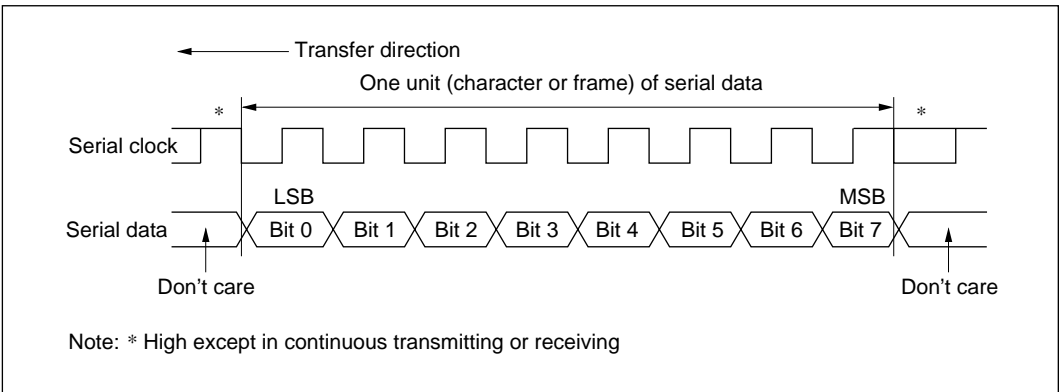 Transfer direction
One unit (character or frame) of serial data
* *
Serial clock
LSB MSB
Serial data Bit 0 Bit 1 Bit 2 Bit 3 Bit 4 Bit 5 Bit 6 Bit 7
Don't care Don't care
Note: * High except in continuous transmitting or receiving